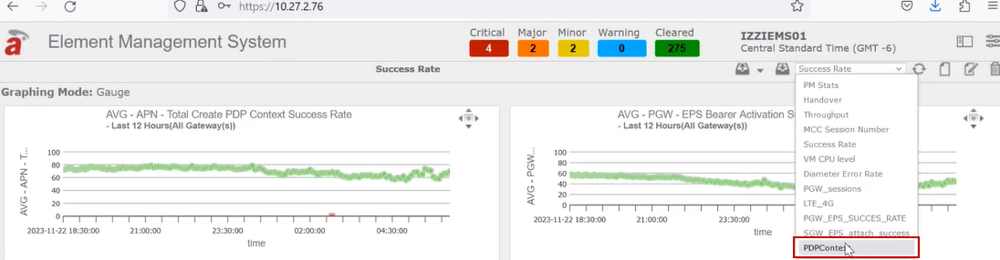 https://10.27.2.76
Element Management System
Critical
4
Major
2
Minor
2
Warning
0
Cleared
275
IZZIEMS01
Central Standard Time (GMT -6)
Success Rate
Success Rate
Graphing Mode: Gauge
AVG - APN - Total Create PDP Context Success Rate
- Last 12 Hours(All Gateway(s))
AVG - APN - T...
100
80
60
40
20
0
2023-11-22 18:30:00
21:00:00
23:30:00
02:00:00
04:30:00
time
AVG - PGW - EPS Bearer Activation S
- Last 12 Hours(All Gateway(s))
AVG - PGW...
100
80
60
40
20
0
2023-11-22 18:30:00
21:00:00
23:30:00
time
PM Stats
Handover
Throughput
MCC Session Number
Success Rate
VM CPU level
Diameter Error Rate
PGW_sessions
LTE_4G
PGW_EPS_SUCCES_RATE
SGW_EPS_attach_success
PDPContex